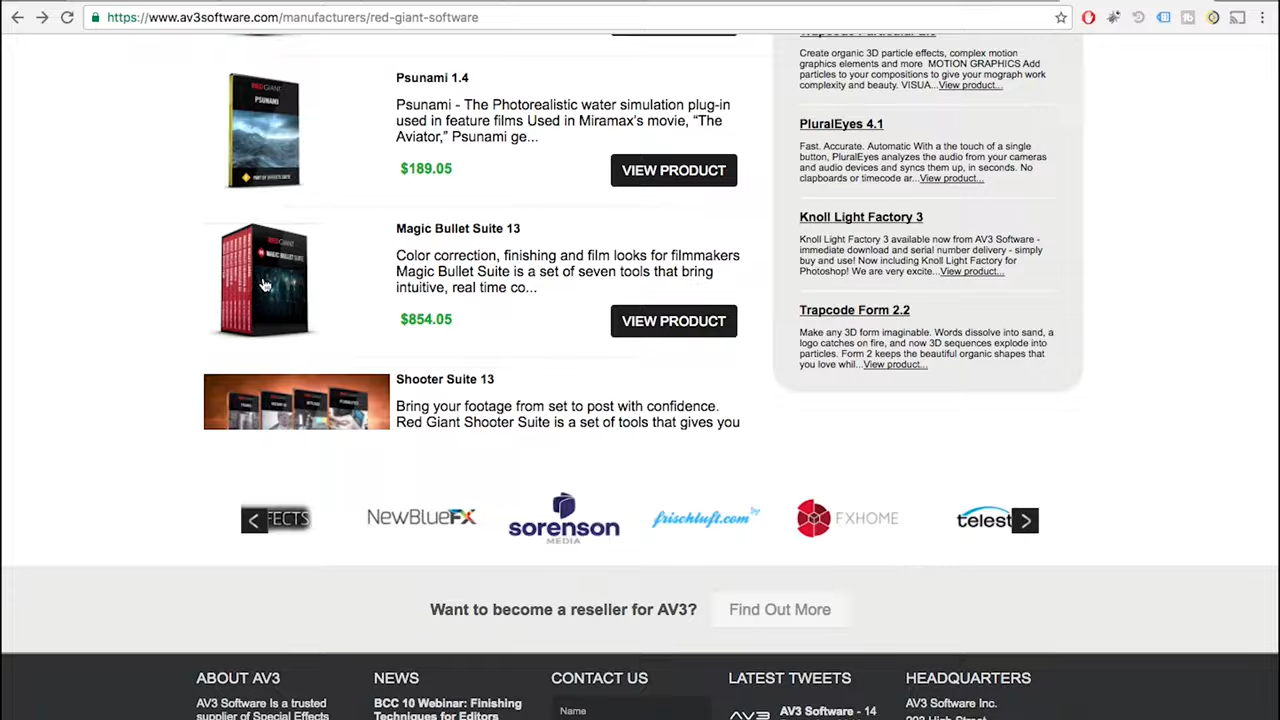 https://www.av3software.com/manufacturers/red-giant-software
REDGIANT
PSUNAMI
Psunami 1.4
Psunami - The Photorealistic water simulation plug-in
used in feature films Used in Miramax's movie, “The
Aviator,” Psunami ge...
$189.05
VIEW PRODUCT
REDGIANT
MAGIC BULLET SUITE
Magic Bullet Suite 13
Color correction, finishing and film looks for filmmakers
Magic Bullet Suite is a set of seven tools that bring
intuitive, real time co...
$854.05
VIEW PRODUCT
Shooter Suite 13
Bring your footage from set to post with confidence.
Red Giant Shooter Suite is a set of tools that gives you
Create organic 3D particle effects, complex motion
graphics elements and more MOTION GRAPHICS Add
particles to your compositions to give your mograph work
complexity and beauty. VISUA...View product...
PluralEyes 4.1
Fast. Accurate. Automatic With a the touch of a single
button, PluralEyes analyzes the audio from your cameras
and audio devices and syncs them up, in seconds. No
clapboards or timecode ar...View product...
Knoll Light Factory 3
Knoll Light Factory 3 available now from AV3 Software -
immediate download and serial number delivery - simply
buy and use! Now including Knoll Light Factory for
Photoshop! We are very excite...View product...
Trapcode Form 2.2
Make any 3D form imaginable. Words dissolve into sand, a
logo catches on fire, and now 3D sequences explode into
particles. Form 2 keeps the beautiful organic shapes that
you love whil...View product...
FECTS
NewBlueFX
sorenson
MEDIA
frischluft.com
FXHOME
telest
Want to become a reseller for AV3?
Find Out More
ABOUT AV3
AV3 Software Is a trusted
supplier of Special Effects
NEWS
BCC 10 Webinar: Finishing
Techniques for Editors
CONTACT US
Name
LATEST TWEETS
AV3
AV3 Software - 14
HEADQUARTERS
AV3 Software Inc.